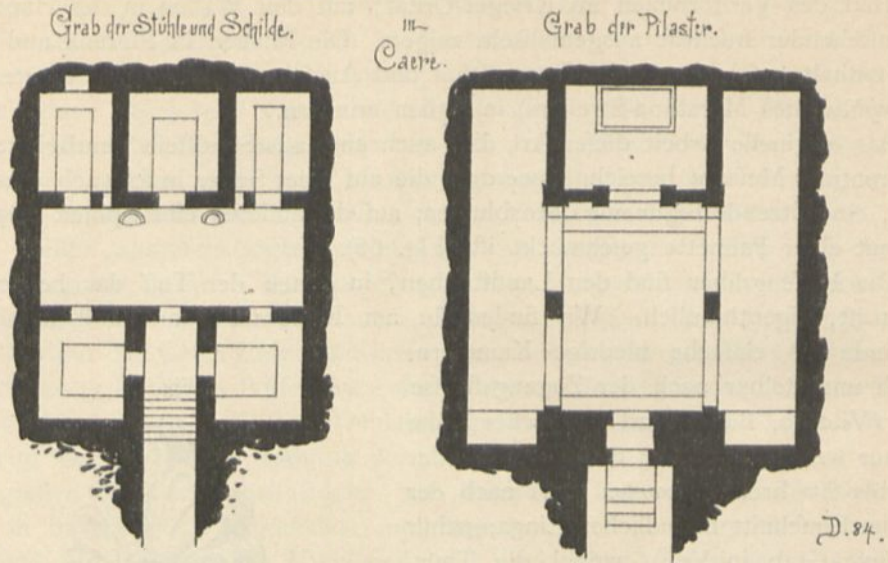 Grab der Stühle und Schilde.
in
Caere.
Grab der Pilaster.
D. 84.